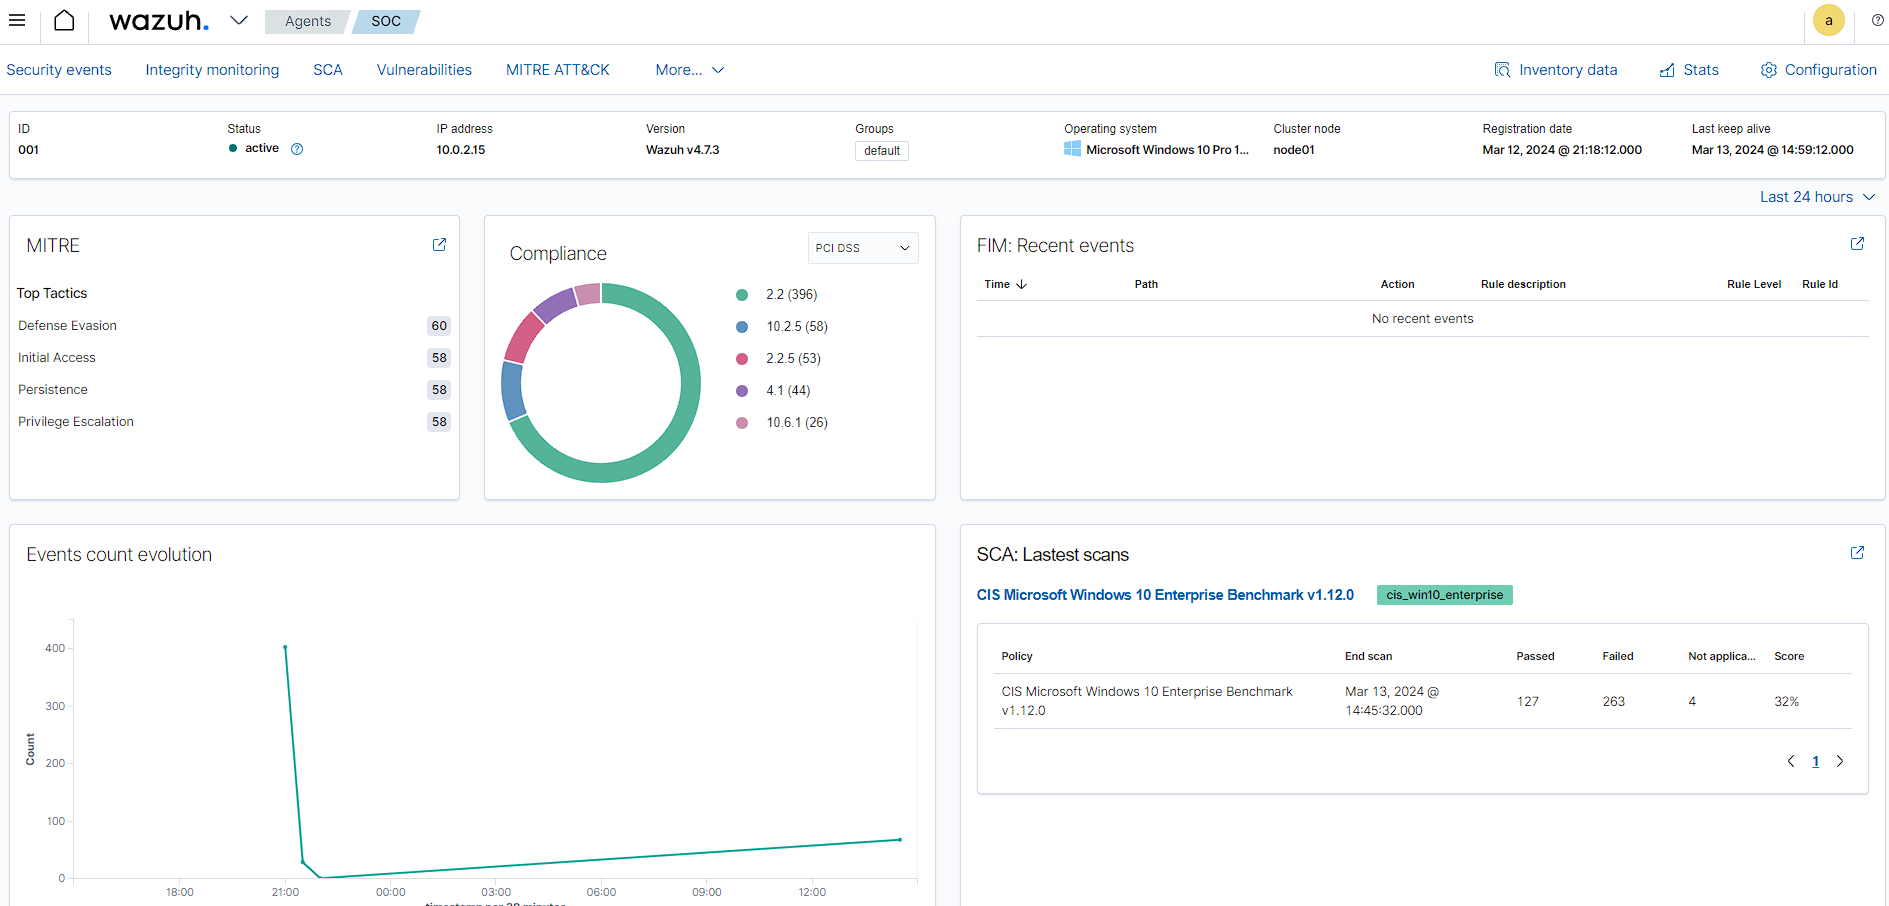 wazuh. Agents SOC a
Security events Integrity monitoring SCA Vulnerabilities MITRE ATT&CK More... Inventory data Stats Configuration
ID Status IP address Version Groups Operating system Cluster node Registration date Last keep alive
001 active 10.0.2.15 Wazuh v4.7.3 default Microsoft Windows 10 Pro 1... node01 Mar 12, 2024 @ 21:18:12.000 Mar 13, 2024 @ 14:59:12.000
Last 24 hours
MITRE
Top Tactics
Defense Evasion 60
Initial Access 58
Persistence 58
Privilege Escalation 58
Compliance PCI DSS
2.2 (396)
10.2.5 (58)
2.2.5 (53)
4.1 (44)
10.6.1 (26)
FIM: Recent events
Time Path Action Rule description Rule Level Rule Id
No recent events
Events count evolution
Count
400
300
200
100
0
18:00 21:00 00:00 03:00 06:00 09:00 12:00
timestamp per 30 minutes
SCA: Lastest scans
CIS Microsoft Windows 10 Enterprise Benchmark v1.12.0 cis_win10_enterprise
Policy End scan Passed Failed Not applica... Score
CIS Microsoft Windows 10 Enterprise Benchmark Mar 13, 2024 @
v1.12.0 14:45:32.000 127 263 4 32%
1